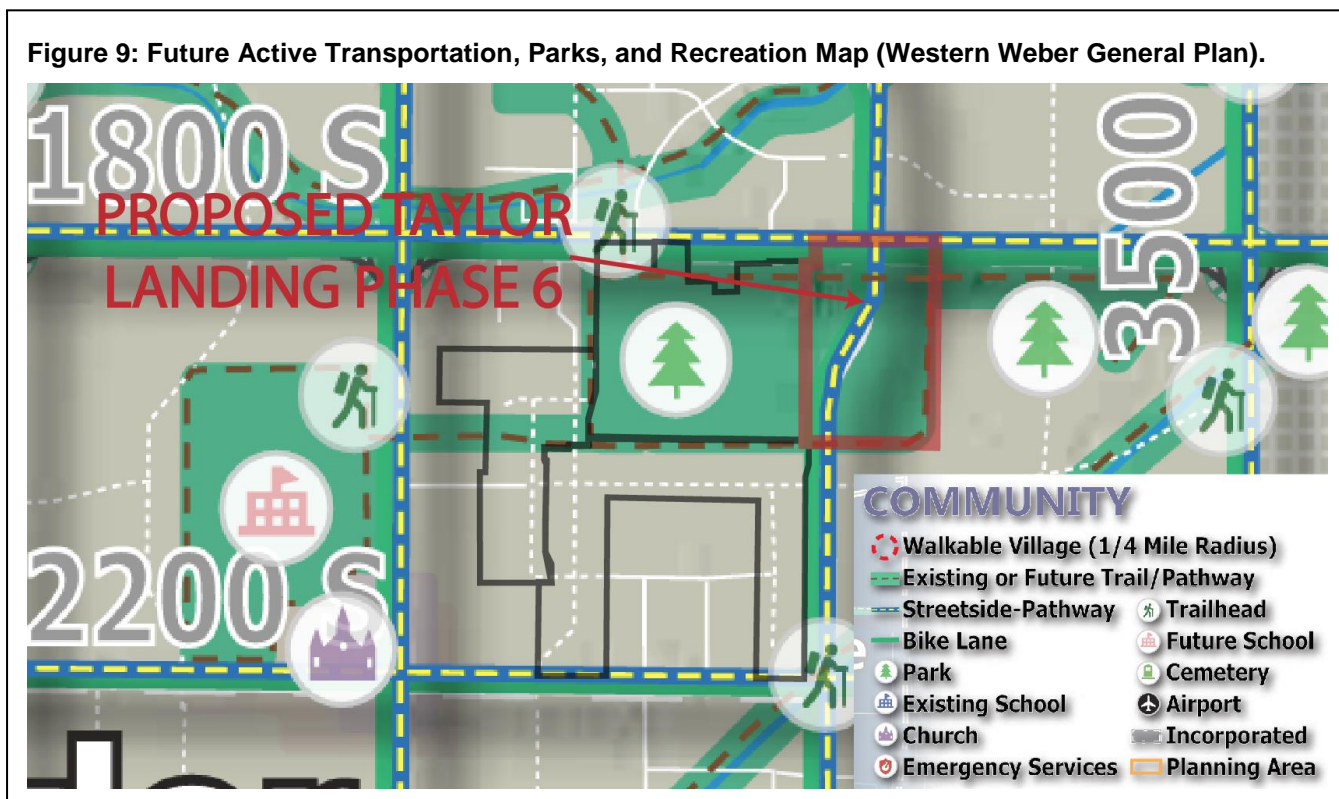 Figure 9: Future Active Transportation, Parks, and Recreation Map (Western Weber General Plan).
1800 S
3500
PROPOSED TAYLOR
LANDING PHASE 6
2200 S
COMMUNITY
Walkable Village (1/4 Mile Radius)
Existing or Future Trail/Pathway
Streetside-Pathway
Trailhead
Bike Lane
Future School
Park
Cemetery
Existing School
Airport
Church
Incorporated
Emergency Services
Planning Area